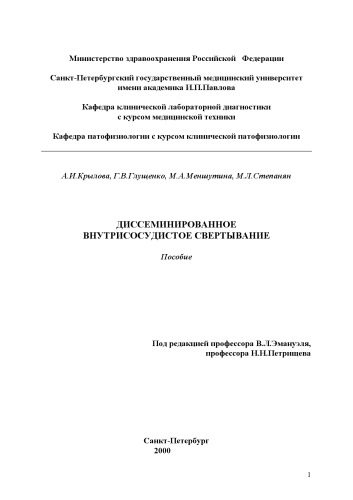 Министерство здравоохранения Российской Федерации
Санкт-Петербургский государственный медицинский университет
имени академика И.П.Павлова
Кафедра клинической лабораторной диагностики
с курсом медицинской техники
Кафедра патофизиологии с курсом клинической патофизиологии
А.И.Крылова, Г.В.Глущенко, М.А.Меншутина, М.Л.Степанян
ДИССЕМИНИРОВАННОЕ
ВНУТРИСОСУДИСТОЕ СВЕРТЫВАНИЕ
Пособие
Под редакцией профессора В.Л.Эмануэля,
профессора Н.Н.Петрищева
Санкт-Петербург
2000
1